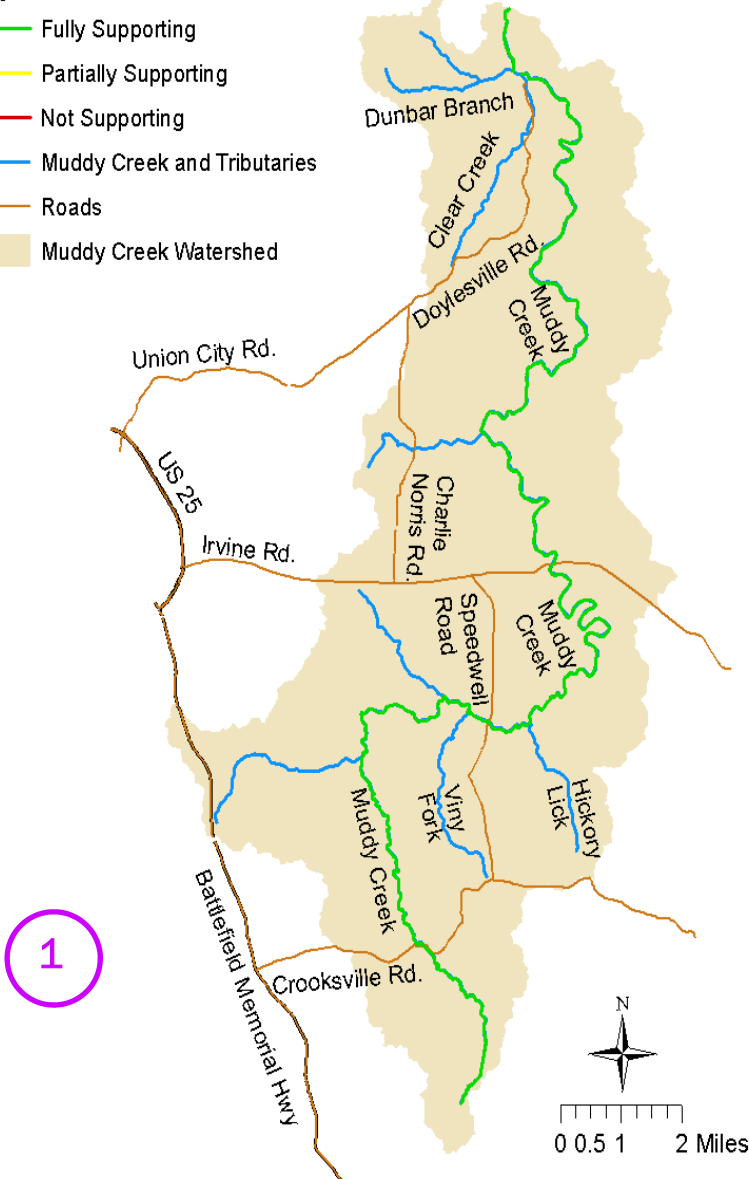 Fully Supporting
Partially Supporting
Not Supporting
Muddy Creek and Tributaries
Roads
Muddy Creek Watershed
Dunbar Branch
Clear Creek
Doylesville Rd.
Muddy
Creek
Union City Rd.
US 25
Charlie
Norris Rd.
Irvine Rd.
Speedwell
Road
Muddy
Creek
Hickory
Lick
Viny
Fork
Muddy Creek
Battlefield Memorial Hwy
1
Crooksville Rd.
N
0 0.5 1 2 Miles